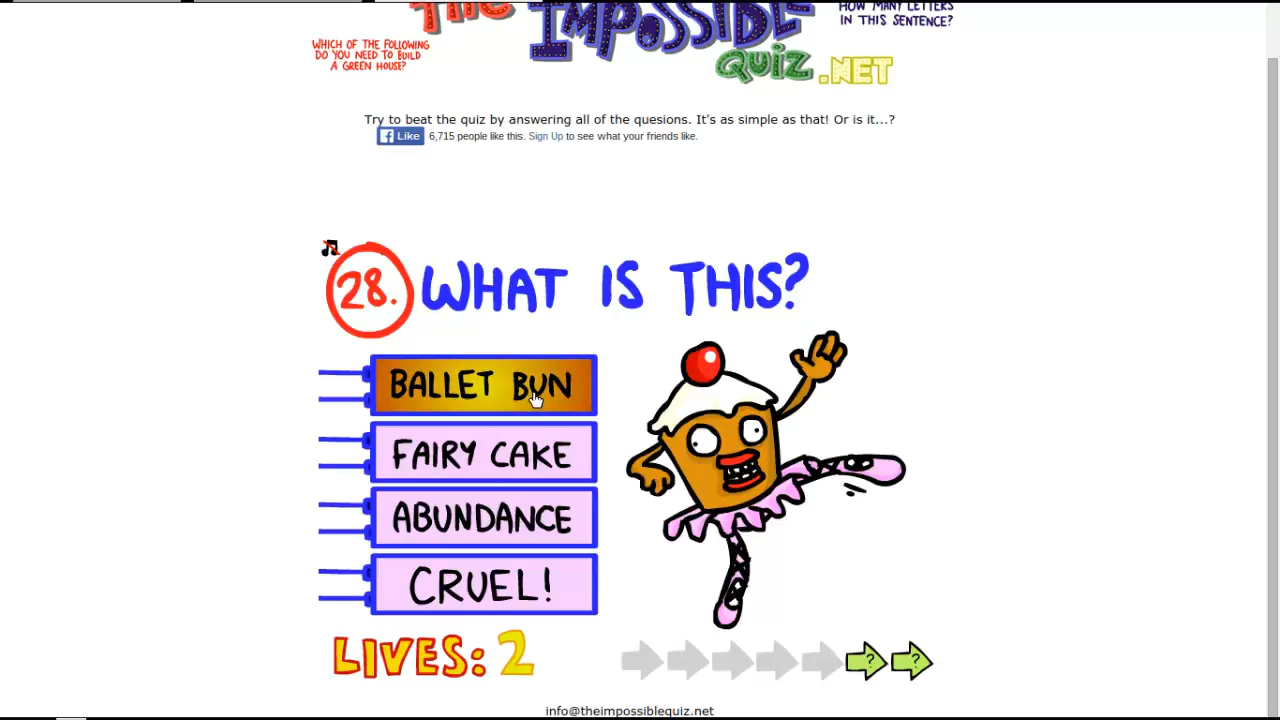 THE IMPOSSIBLE
QUIZ.NET
HOW MANY LETTERS
IN THIS SENTENCE?
WHICH OF THE FOLLOWING
DO YOU NEED TO BUILD
A GREEN HOUSE?
Try to beat the quiz by answering all of the quesions. It's as simple as that! Or is it...?
Like 6,715 people like this. Sign Up to see what your friends like.
28. WHAT IS THIS?
BALLET BUN
FAIRY CAKE
ABUNDANCE
CRUEL!
LIVES: 2
? ?
info@theimpossiblequiz.net